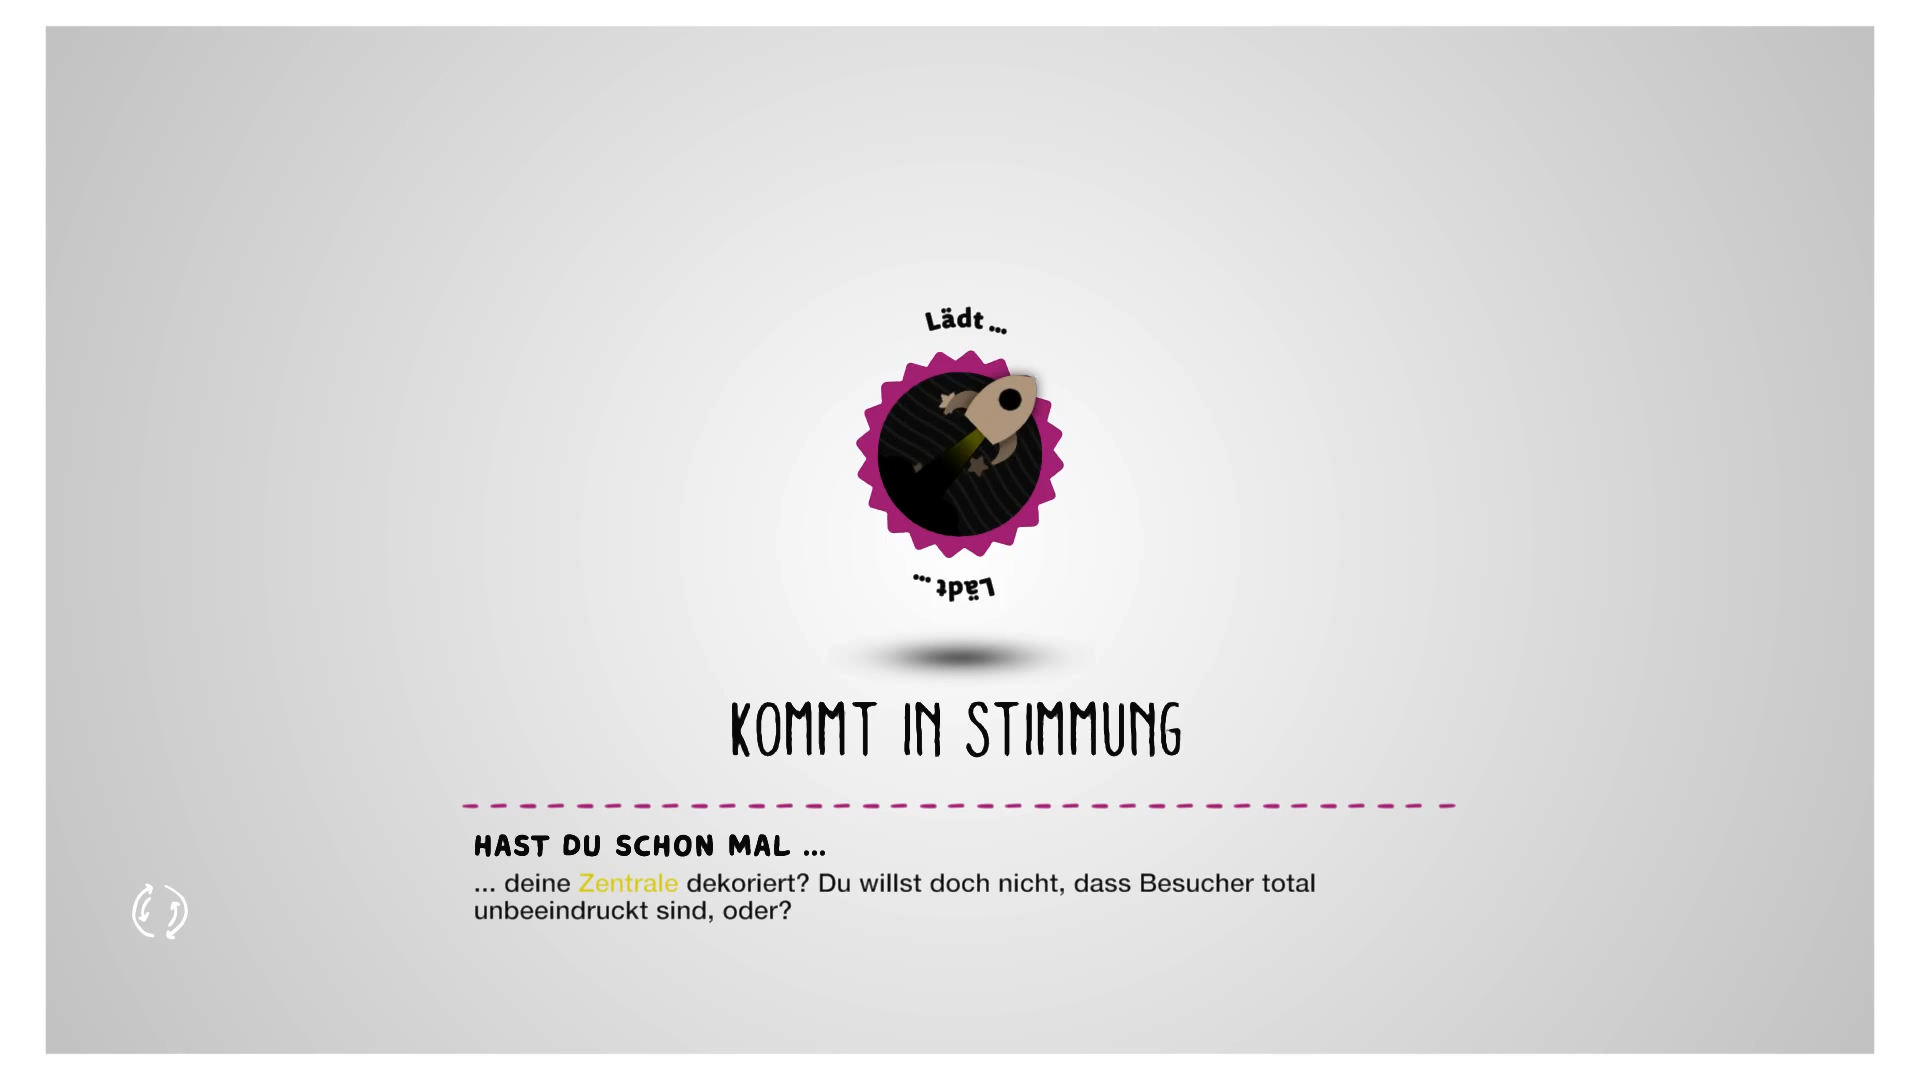 Lädt ...
Lädt ...
KOMMT IN STIMMUNG
HAST DU SCHON MAL ...
... deine Zentrale dekoriert? Du willst doch nicht, dass Besucher total
unbeeindruckt sind, oder?